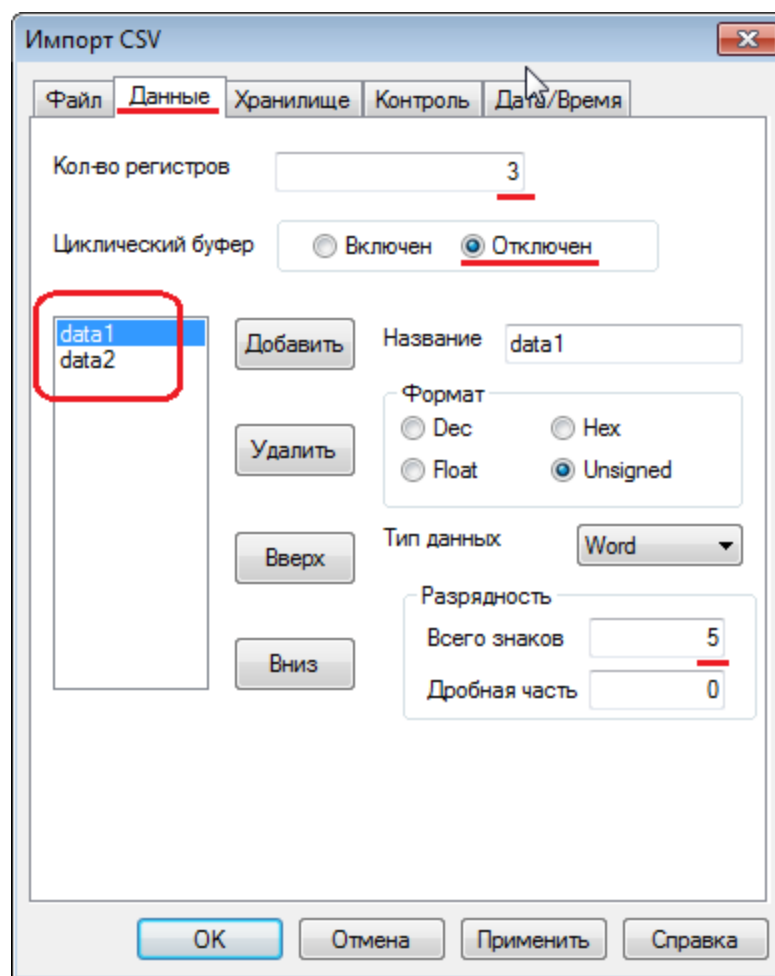 Импорт CSV
Файл Данные Хранилище Контроль Дата/Время
Кол-во регистров 3
Циклический буфер Включен Отключен
data1 Добавить Название data1
data2
Формат
Dec Hex
Удалить
Float Unsigned
Тип данных Word
Вверх
Разрядность
Всего знаков 5
Вниз
Дробная часть 0
OK Отмена Применить Справка